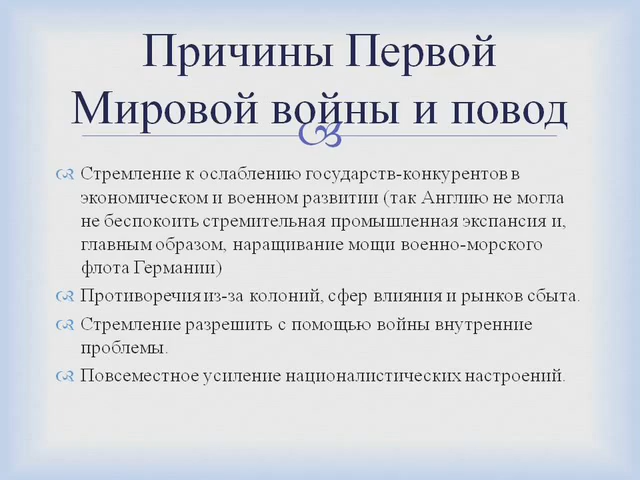 Причины Первой
Мировой войны и повод
Стремление к ослаблению государств-конкурентов в
экономическом и военном развитии (так Англию не могла
не беспокоить стремительная промышленная экспансия и,
главным образом, наращивание мощи военно-морского
флота Германии)
Противоречия из-за колоний, сфер влияния и рынков сбыта.
Стремление разрешить с помощью войны внутренние
проблемы.
Повсеместное усиление националистических настроений.